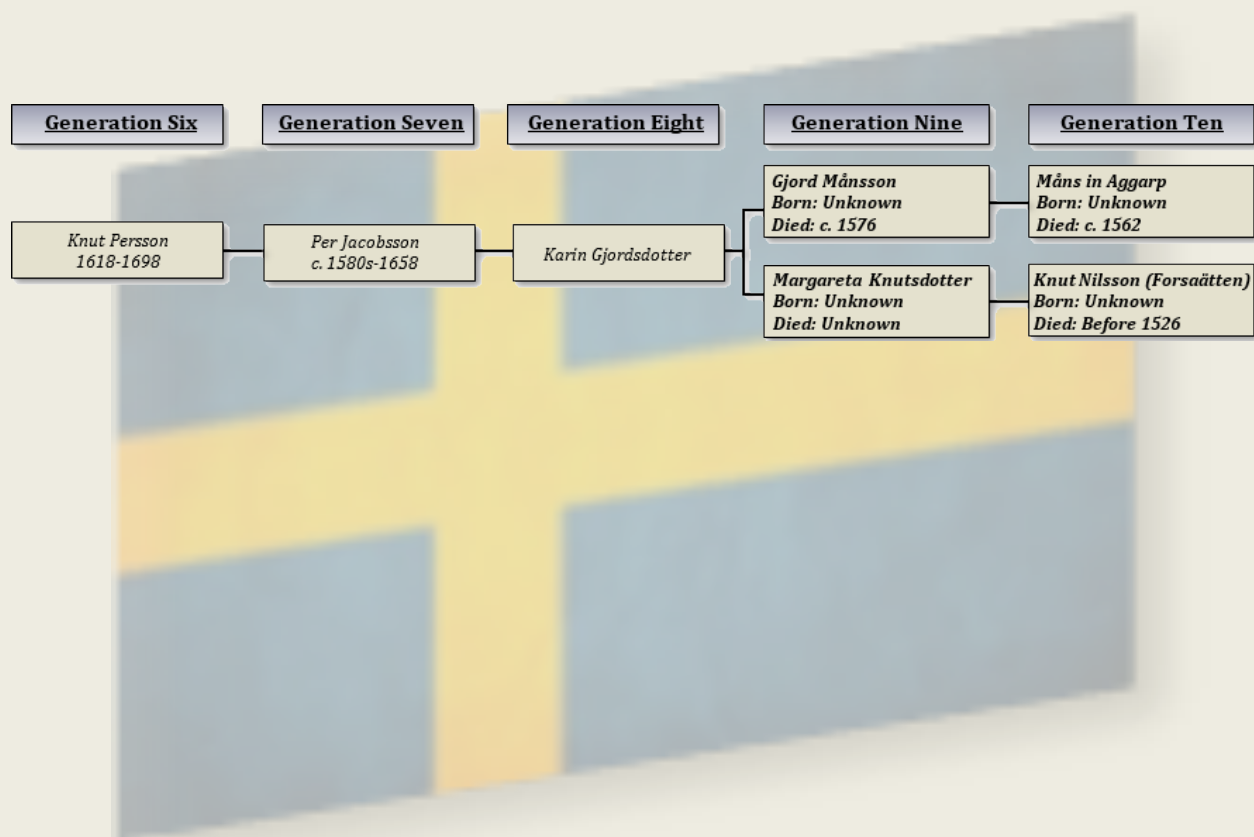 Generation Six
Generation Seven
Generation Eight
Generation Nine
Generation Ten
Knut Persson
1618-1698
Per Jacobsson
c. 1580s-1658
Karin Gjordsdotter
Gjord Månsson
Born: Unknown
Died: c. 1576
Måns in Aggarp
Born: Unknown
Died: c. 1562
Margareta Knutsdotter
Born: Unknown
Died: Unknown
Knut Nilsson (Forsaätten)
Born: Unknown
Died: Before 1526